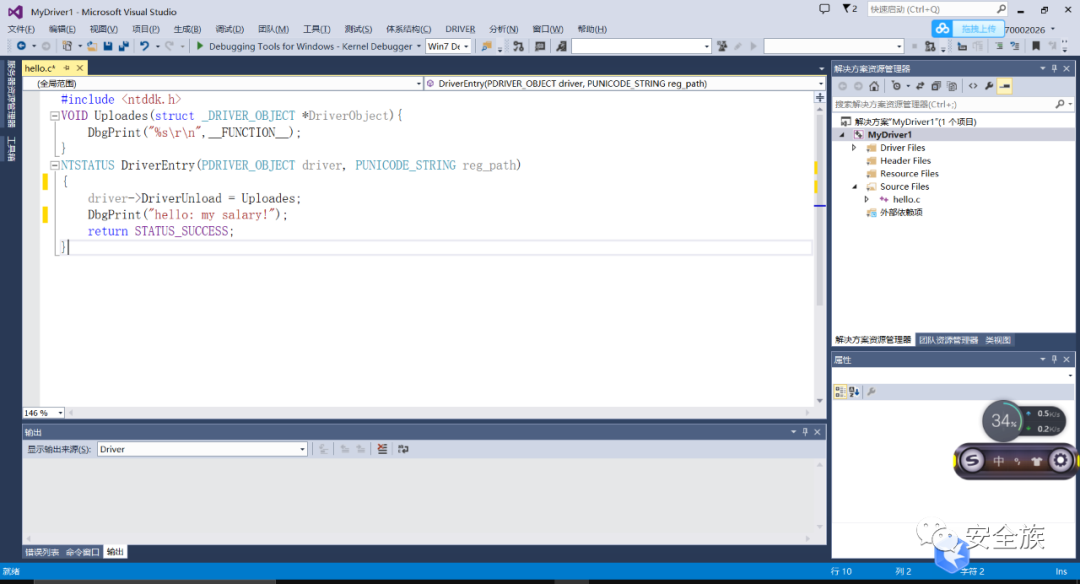 MyDriver1 - Microsoft Visual Studio
2
快速启动 (Ctrl+Q)
文件(F) 编辑(E) 视图(V) 项目(P) 生成(B) 调试(D) 团队(M) 工具(T) 测试(S) 体系结构(C) DRIVER 分析(N) 窗口(W) 帮助(H)
拖拽上传
70002026
Debugging Tools for Windows - Kernel Debugger
Win7 De
服务器资源管理器
工具箱
hello.c*
(全局范围)
DriverEntry(PDRIVER_OBJECT driver, PUNICODE_STRING reg_path)
#include <ntddk.h>
VOID Uploades(struct _DRIVER_OBJECT *DriverObject){
DbgPrint("%s\r\n",__FUNCTION__);
}
NTSTATUS DriverEntry(PDRIVER_OBJECT driver, PUNICODE_STRING reg_path)
{
driver->DriverUnload = Uploades;
DbgPrint("hello: my salary!");
return STATUS_SUCCESS;
}
146 %
输出
显示输出来源(S): Driver
错误列表 命令窗口 输出
解决方案资源管理器
搜索解决方案资源管理器(Ctrl+;)
解决方案"MyDriver1"(1 个项目)
MyDriver1
Driver Files
Header Files
Resource Files
Source Files
hello.c
外部依赖项
解决方案资源管理器 团队资源管理器 类视图
属性
34%
0.5K/s
0.2K/s
S 中
安全族
就绪
行 10 列 2 字符 2 Ins